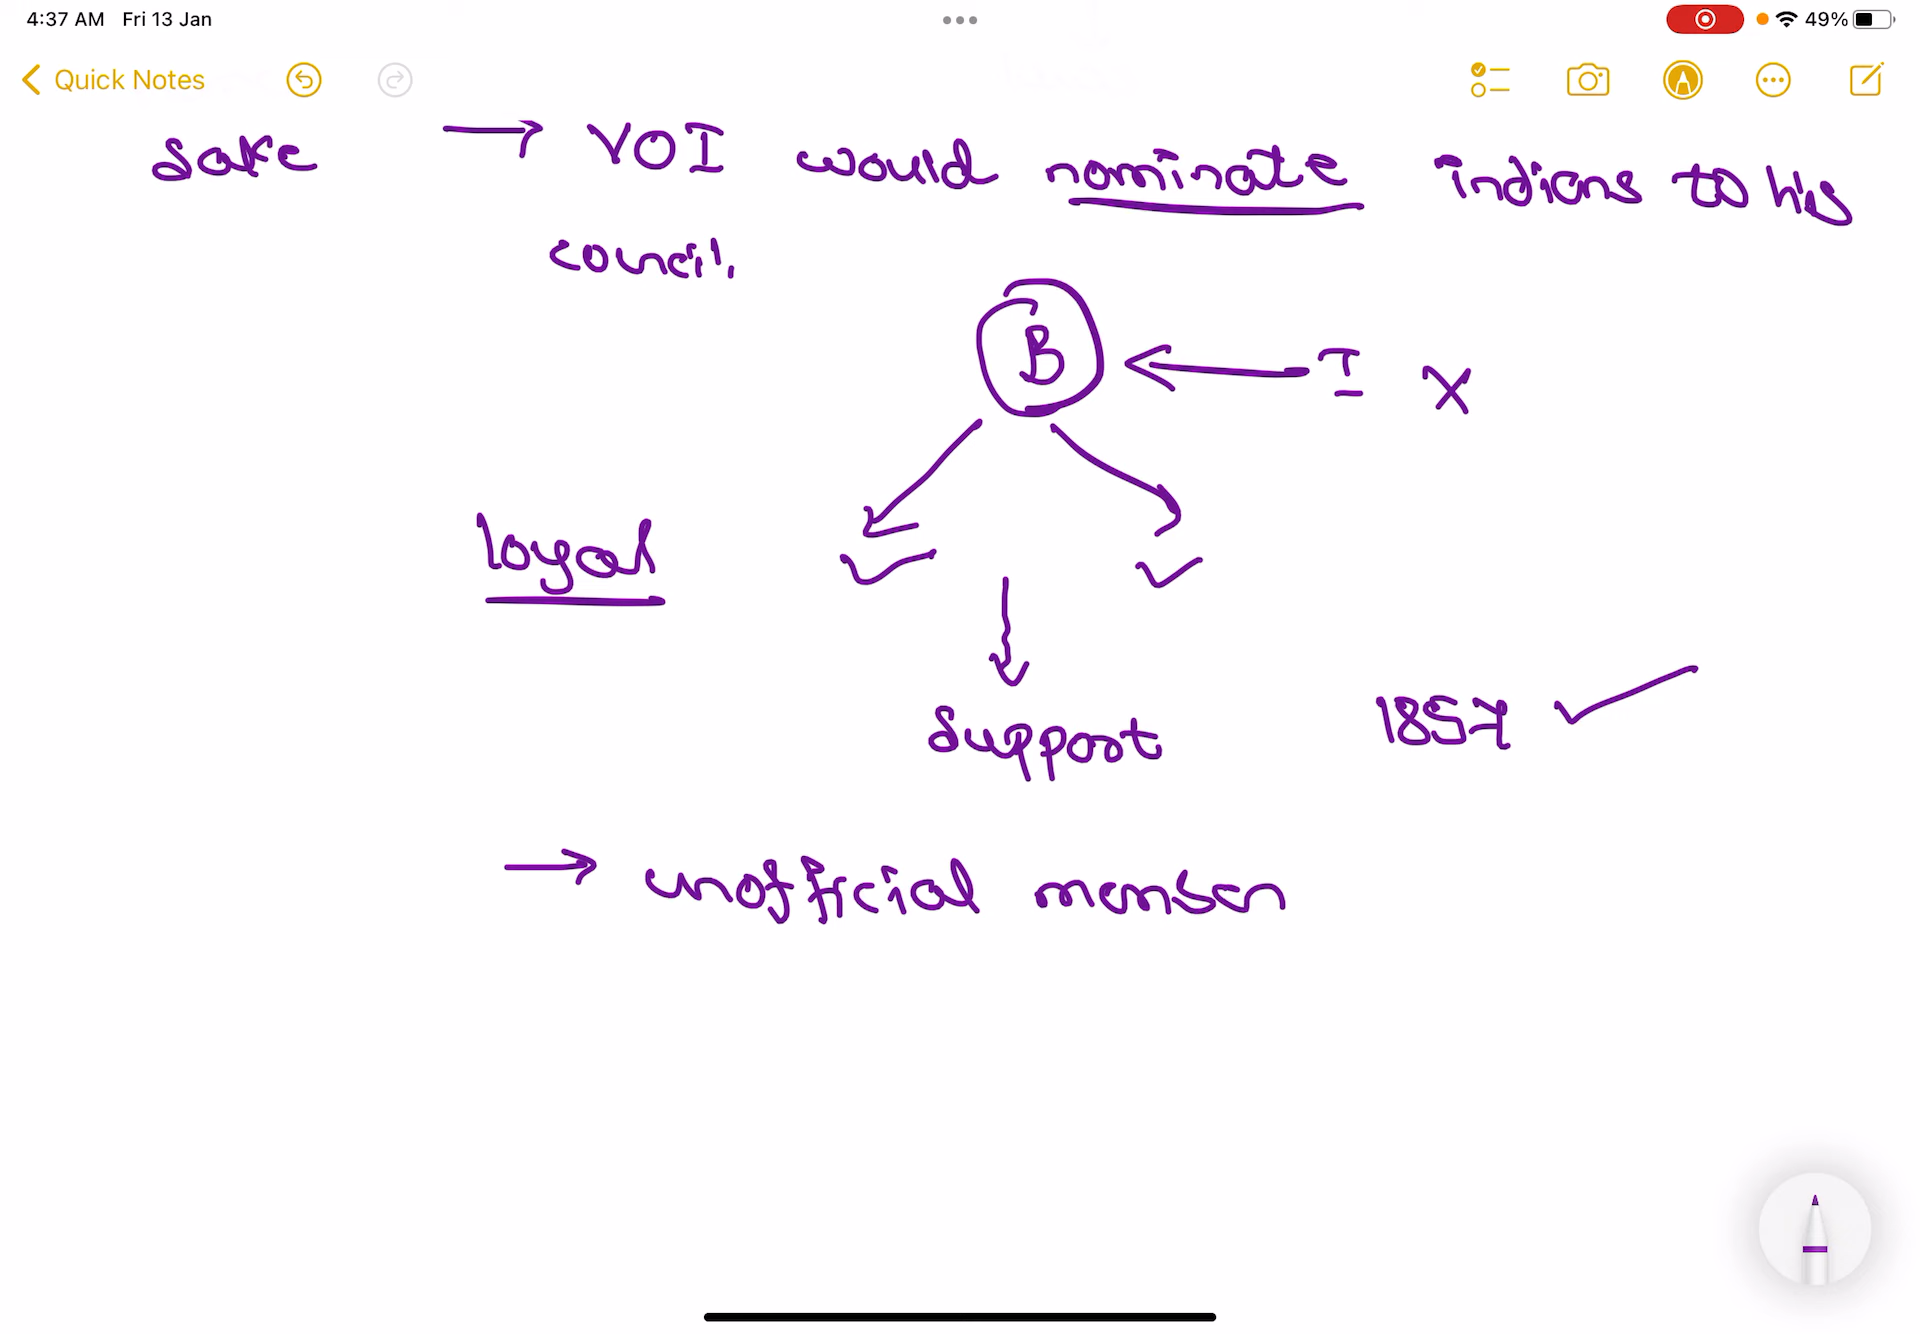 4:37 AM Fri 13 Jan
49%
Quick Notes
sake → VOI would nominate indians to his
council.
B ← I X
loyal
support
1857 ✓
→ unofficial member